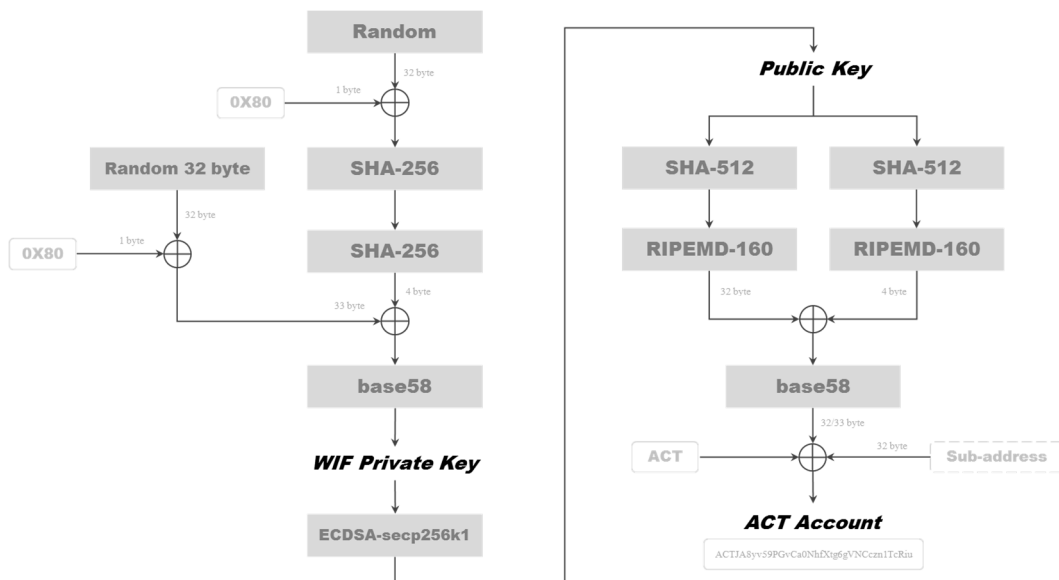 Random
32 byte
0X80
1 byte
SHA-256
Random 32 byte
32 byte
0X80
1 byte
SHA-256
4 byte
33 byte
base58
WIF Private Key
ECDSA-secp256k1
Public Key
SHA-512
SHA-512
RIPEMD-160
RIPEMD-160
32 byte
4 byte
base58
32/33 byte
ACT
32 byte
Sub-address
ACT Account
ACTJA8yv59PGvCa0NhfXtg6gVNCczn1TcRiu